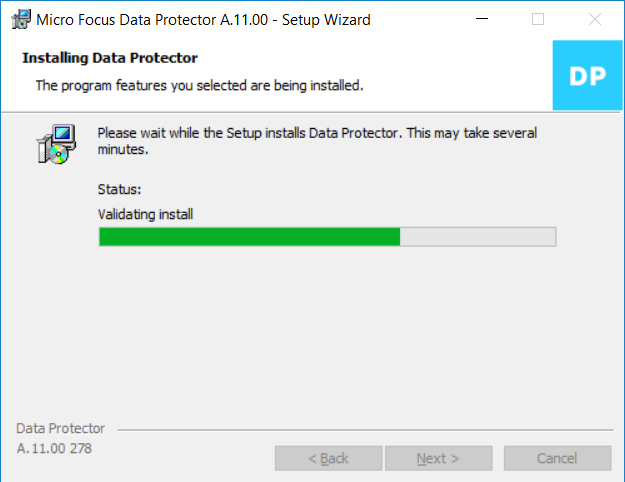 Micro Focus Data Protector A.11.00 - Setup Wizard
Installing Data Protector
The program features you selected are being installed.
DP
Please wait while the Setup installs Data Protector. This may take several
minutes.
Status:
Validating install
Data Protector
A.11.00 278
< Back
Next >
Cancel